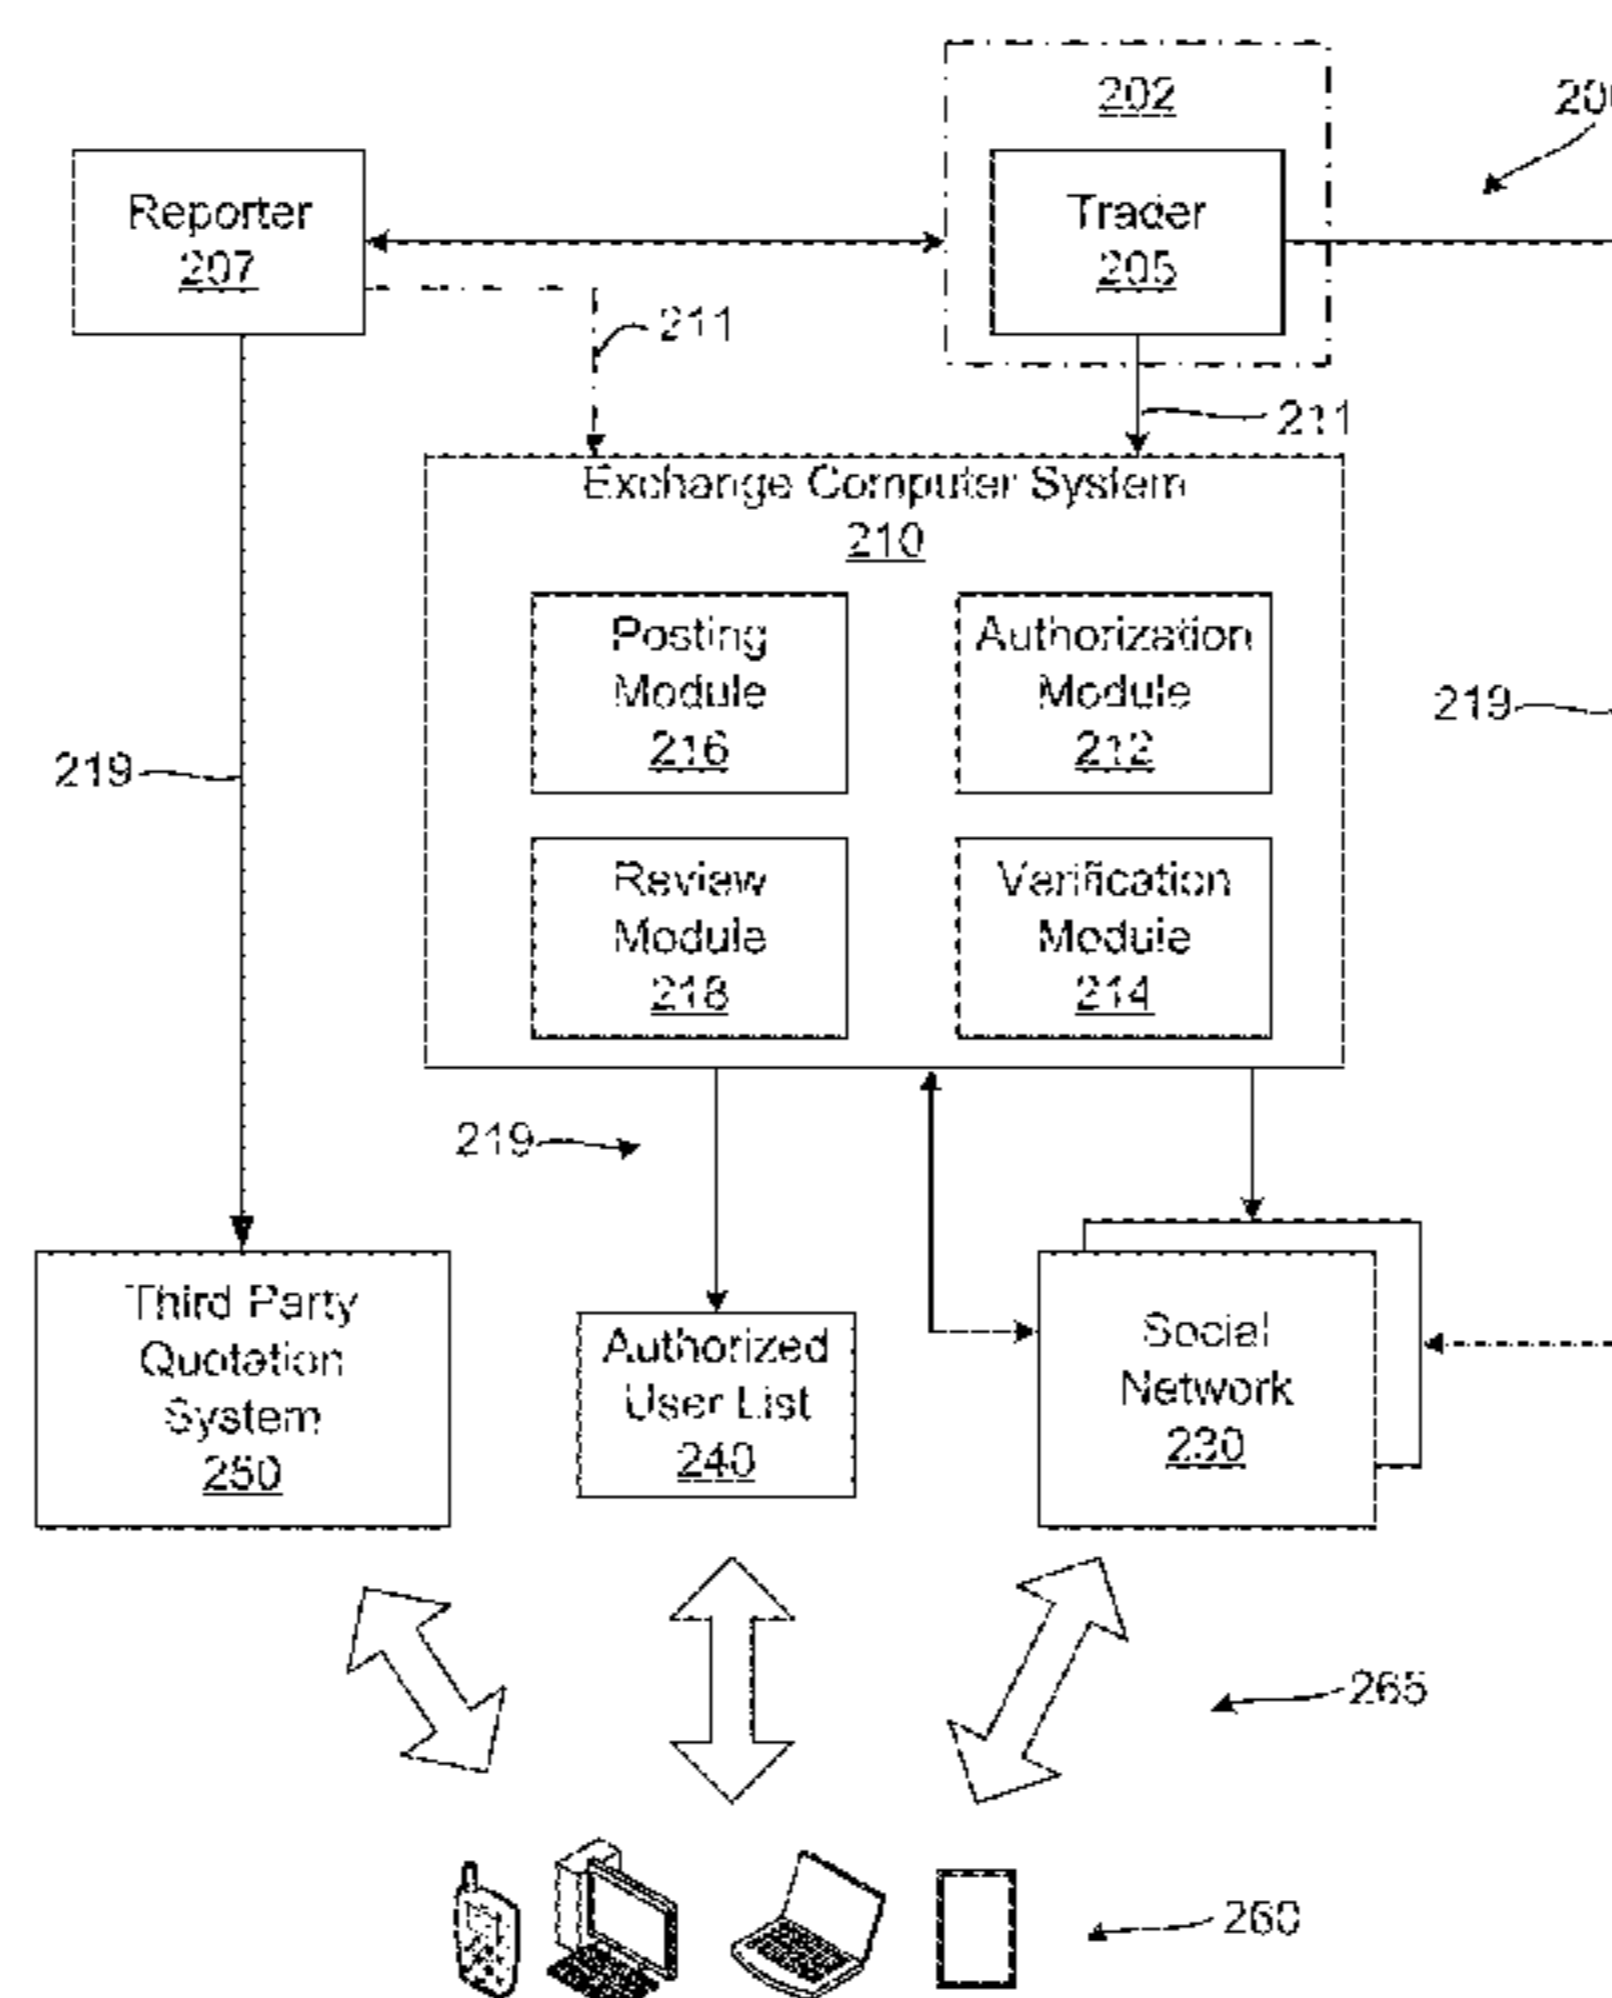 202
Reporter
207
Trader
205
211
211
Exchange Computer System
210
Posting
Module
216
Authorization
Module
212
219
219
Review
Module
218
Verification
Module
214
219
Third Party
Quotation
System
250
Authorized
User List
240
Social
Network
230
265
260